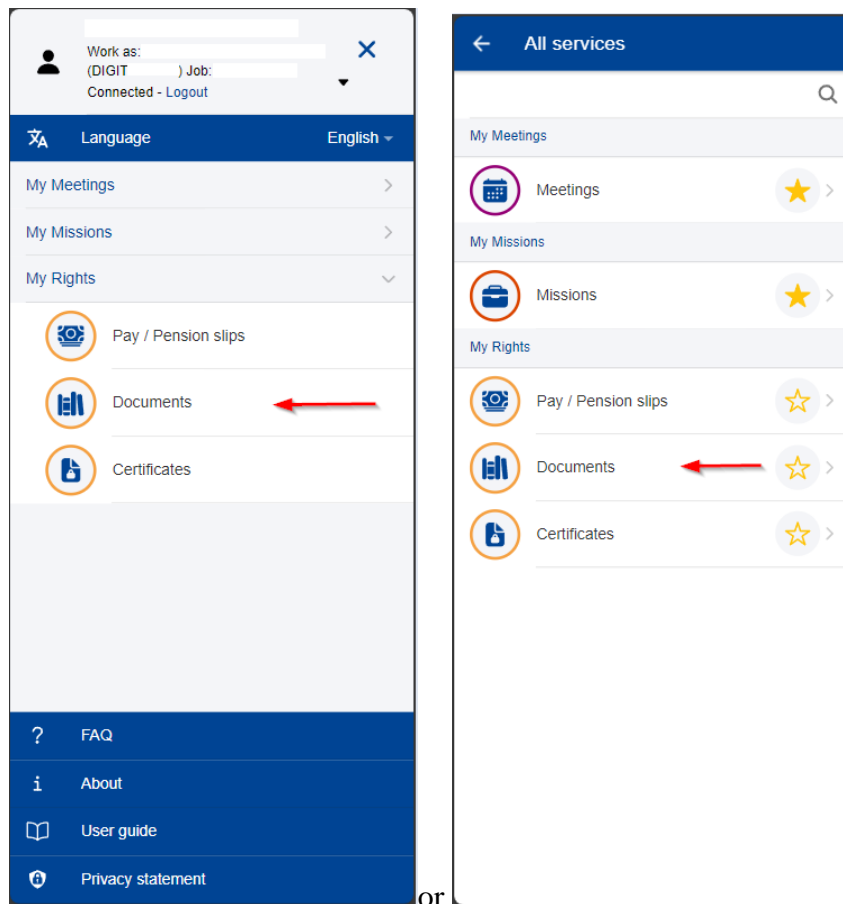 Work as:
(DIGIT ) Job:
Connected - Logout
Language English
My Meetings
My Missions
My Rights
Pay / Pension slips
Documents
Certificates
? FAQ
i About
User guide
Privacy statement
or
All services
My Meetings
Meetings
My Missions
Missions
My Rights
Pay / Pension slips
Documents
Certificates